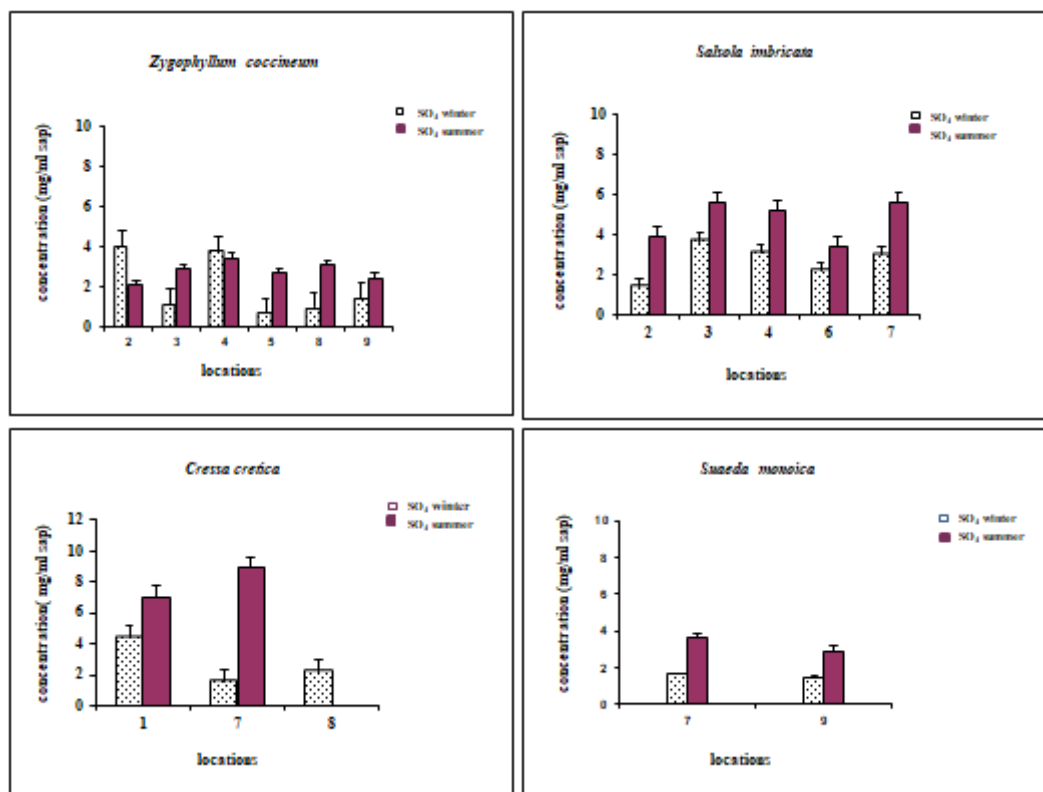 Zygophyllum coccineum
SO₄ winter
SO₄ summer
concentration (mg/ml sap)
10
8
6
4
2
0
2 3 4 5 8 9
locations
Salsola imbricata
SO₄ winter
SO₄ summer
concentration (mg/ml sap)
10
8
6
4
2
0
2 3 4 6 7
locations
Cressa cretica
SO₄ wiinter
SO₄ summer
concentration( mg/ml sap)
12
10
8
6
4
2
0
1 7 8
locations
Suaeda monoica
SO₄ winter
SO₄ summer
concentration (mg/ml sap)
10
8
6
4
2
0
7 9
locations